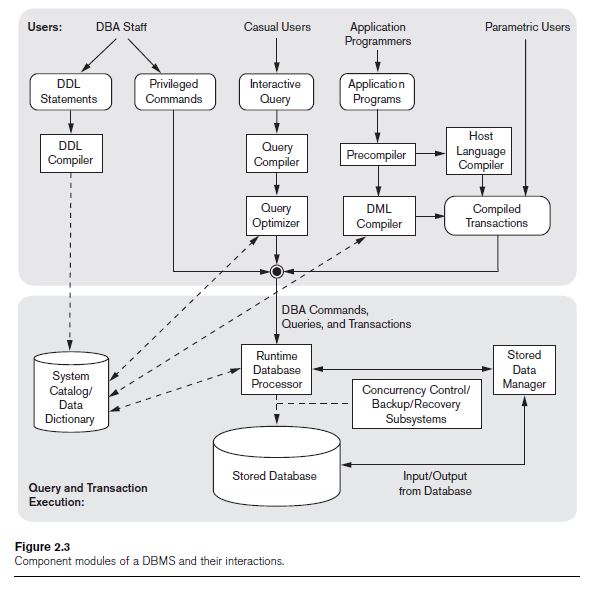 Users:
DBA Staff
Casual Users
Application
Programmers
Parametric Users
DDL
Statements
Privileged
Commands
Interactive
Query
Application
Programs
DDL
Compiler
Query
Compiler
Precompiler
Host
Language
Compiler
Query
Optimizer
DML
Compiler
Compiled
Transactions
DBA Commands,
Queries, and Transactions
System
Catalog/
Data
Dictionary
Runtime
Database
Processor
Stored
Data
Manager
Concurrency Control/
Backup/Recovery
Subsystems
Stored Database
Input/Output
from Database
Query and Transaction
Execution:
Figure 2.3
Component modules of a DBMS and their interactions.